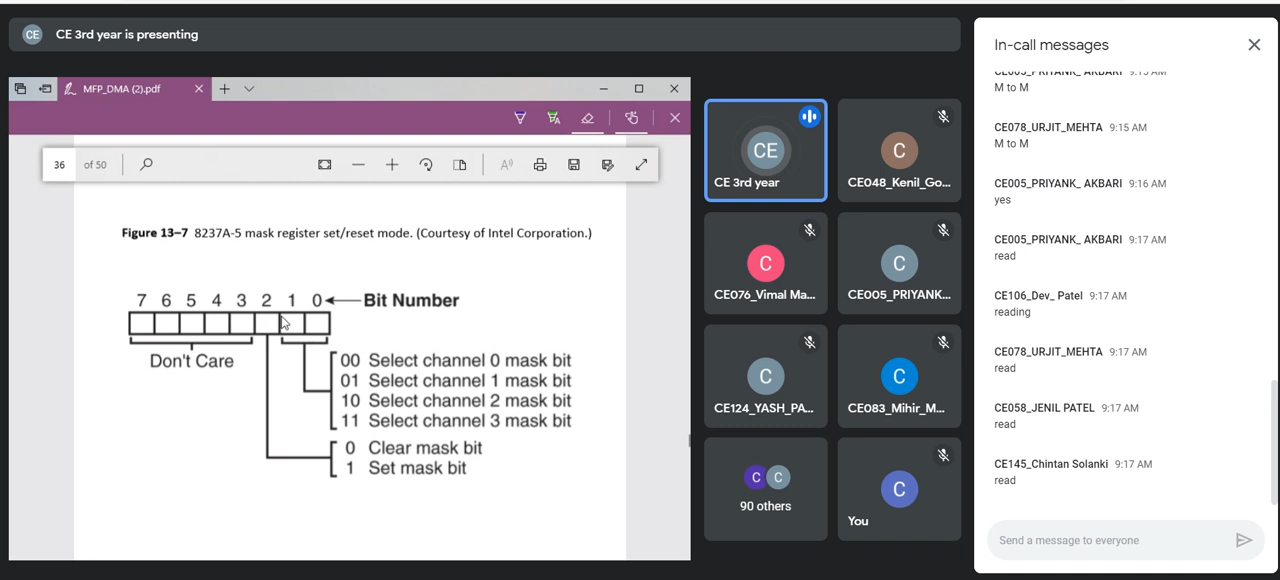 CE CE 3rd year is presenting
MFP_DMA (2).pdf
36 of 50
Figure 13–7 8237A-5 mask register set/reset mode. (Courtesy of Intel Corporation.)
7 6 5 4 3 2 1 0 Bit Number
Don't Care
00 Select channel 0 mask bit
01 Select channel 1 mask bit
10 Select channel 2 mask bit
11 Select channel 3 mask bit
0 Clear mask bit
1 Set mask bit
CE
CE 3rd year
C
CE048_Kenil_Go...
C
CE076_Vimal Ma...
C
CE005_PRIYANK...
C
CE124_YASH_PA...
C
CE083_Mihir_M...
C C
90 others
C
You
In-call messages
CE005_PRIYANK_ AKBARI 9:15 AM
M to M
CE078_URJIT_MEHTA 9:15 AM
M to M
CE005_PRIYANK_ AKBARI 9:16 AM
yes
CE005_PRIYANK_ AKBARI 9:17 AM
read
CE106_Dev_ Patel 9:17 AM
reading
CE078_URJIT_MEHTA 9:17 AM
read
CE058_JENIL PATEL 9:17 AM
read
CE145_Chintan Solanki 9:17 AM
read
Send a message to everyone